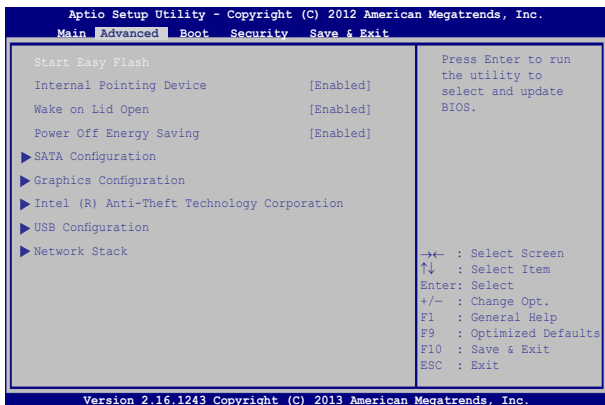 Aptio Setup Utility - Copyright (C) 2012 American Megatrends, Inc.
Main Advanced Boot Security Save & Exit
Start Easy Flash
Internal Pointing Device [Enabled]
Wake on Lid Open [Enabled]
Power Off Energy Saving [Enabled]
SATA Configuration
Graphics Configuration
Intel (R) Anti-Theft Technology Corporation
USB Configuration
Network Stack
Press Enter to run
the utility to
select and update
BIOS.
→← : Select Screen
↑↓ : Select Item
Enter: Select
+/— : Change Opt.
F1 : General Help
F9 : Optimized Defaults
F10 : Save & Exit
ESC : Exit
Version 2.16.1243 Copyright (C) 2013 American Megatrends, Inc.